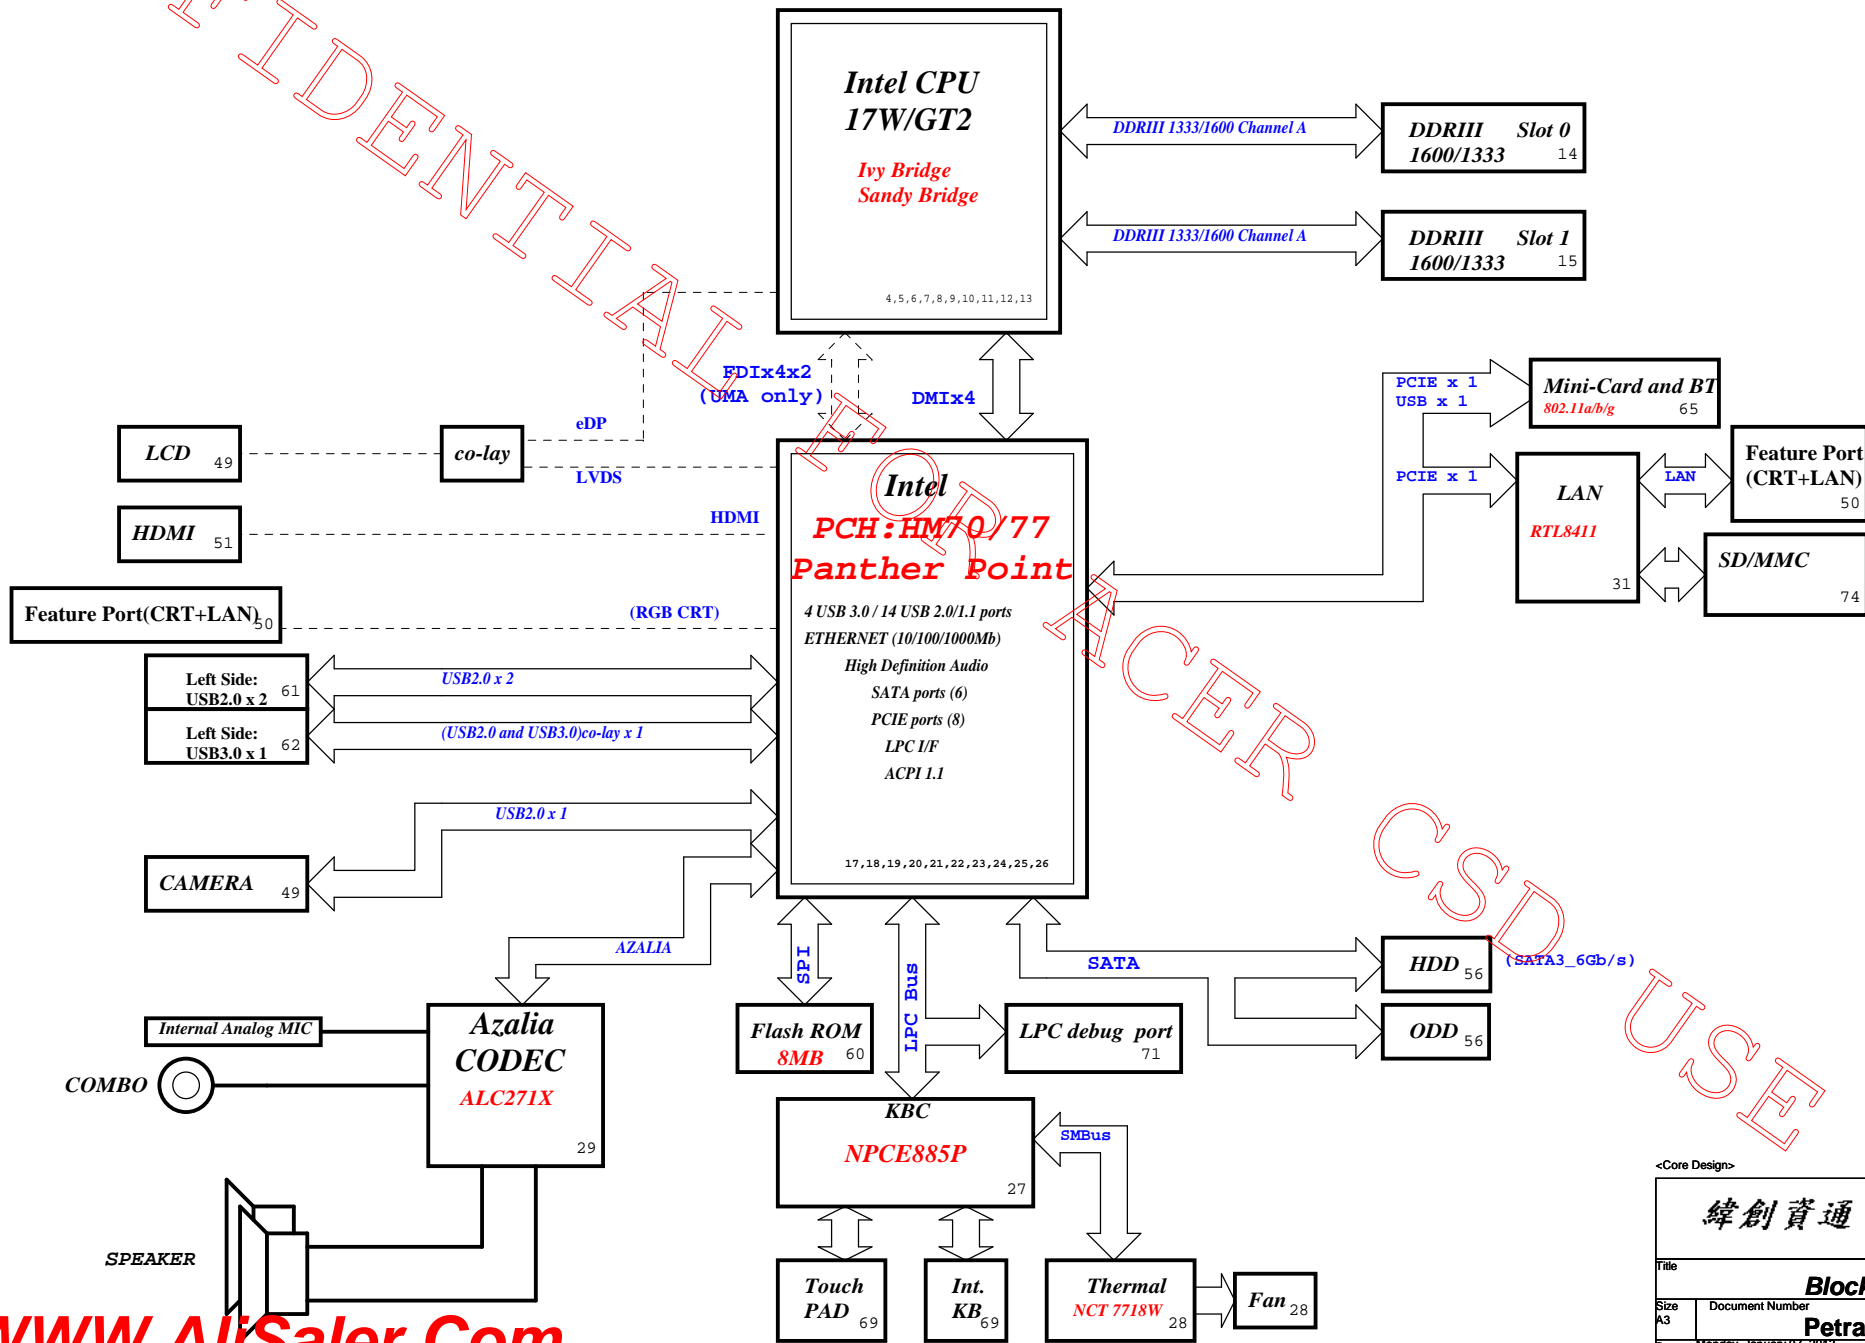 CONFIDENTIAL FOR ACER CSD USE
Intel CPU
17W/GT2
Ivy Bridge
Sandy Bridge
4,5,6,7,8,9,10,11,12,13
DDRIII 1333/1600 Channel A
DDRIII Slot 0
1600/1333 14
DDRIII 1333/1600 Channel A
DDRIII Slot 1
1600/1333 15
FDIx4x2
(UMA only)
DMIx4
eDP
LCD 49
co-lay
LVDS
HDMI 51
HDMI
Feature Port(CRT+LAN) 50
(RGB CRT)
Intel
PCH:HM70/77
Panther Point
4 USB 3.0 / 14 USB 2.0/1.1 ports
ETHERNET (10/100/1000Mb)
High Definition Audio
SATA ports (6)
PCIE ports (8)
LPC I/F
ACPI 1.1
17,18,19,20,21,22,23,24,25,26
PCIE x 1
USB x 1
Mini-Card and BT
802.11a/b/g 65
PCIE x 1
LAN
RTL8411
31
LAN
Feature Port
(CRT+LAN)
50
SD/MMC
74
Left Side:
USB2.0 x 2 61
USB2.0 x 2
Left Side:
USB3.0 x 1 62
(USB2.0 and USB3.0)co-lay x 1
USB2.0 x 1
CAMERA 49
AZALIA
SPI
LPC Bus
SATA
HDD 56
(SATA3_6Gb/s)
ODD 56
Flash ROM
8MB 60
LPC debug port
71
Internal Analog MIC
COMBO
Azalia
CODEC
ALC271X
29
SPEAKER
KBC
NPCE885P
27
SMBus
Touch
PAD 69
Int.
KB 69
Thermal
NCT 7718W
28
Fan 28
<Core Design>
緯創資通
Title
Block
Size
A3
Document Number
Petra
WWW.AliSaler.Com